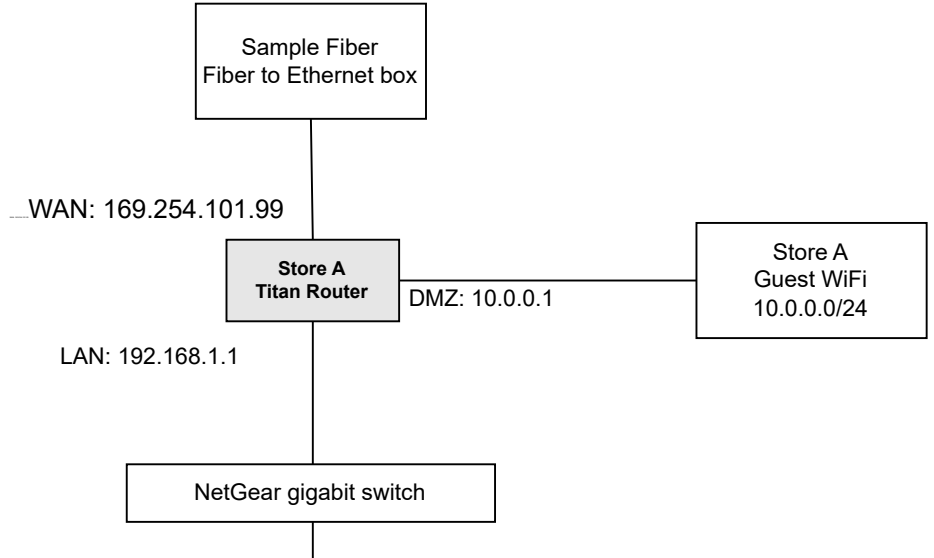 Sample Fiber
Fiber to Ethernet box
WAN: 169.254.101.99
Store A
Titan Router
DMZ: 10.0.0.1
Store A
Guest WiFi
10.0.0.0/24
LAN: 192.168.1.1
NetGear gigabit switch